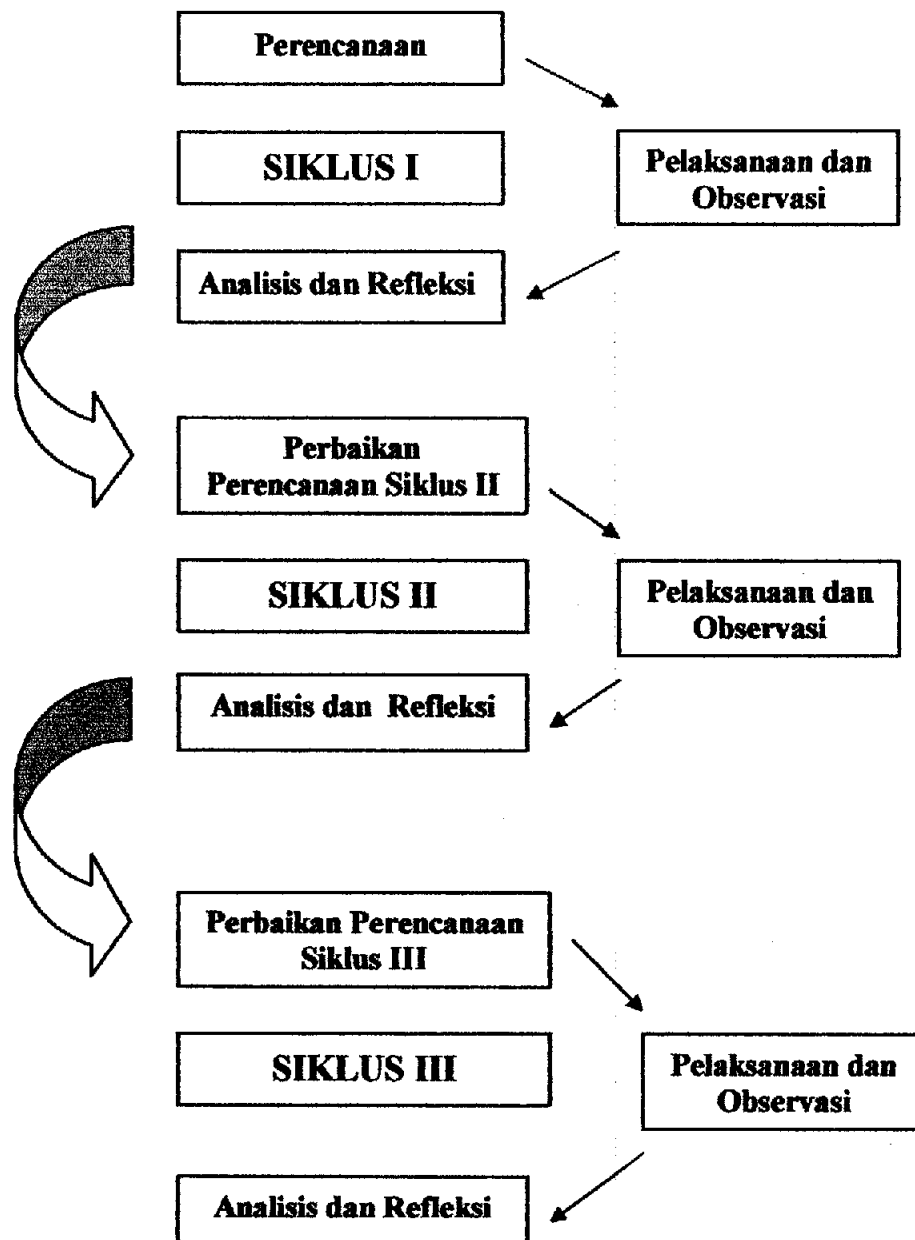 Perencanaan
SIKLUS I
Pelaksanaan dan
Observasi
Analisis dan Refleksi
Perbaikan
Perencanaan Siklus II
SIKLUS II
Pelaksanaan dan
Observasi
Analisis dan Refleksi
Perbaikan Perencanaan
Siklus III
SIKLUS III
Pelaksanaan dan
Observasi
Analisis dan Refleksi